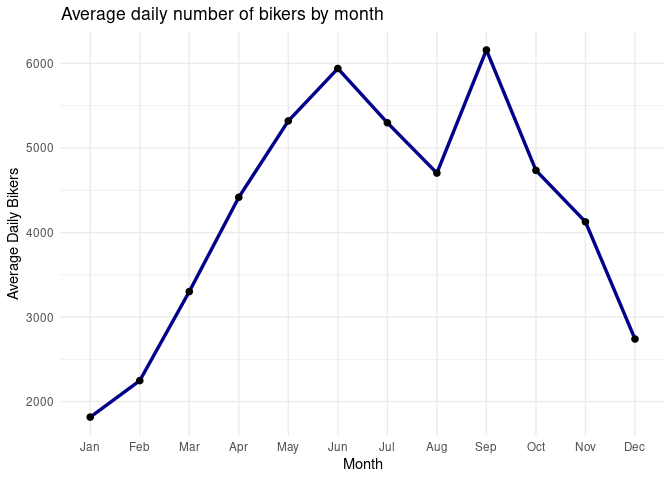 Average daily number of bikers by month
Average Daily Bikers
6000
5000
4000
3000
2000
Jan Feb Mar Apr May Jun Jul Aug Sep Oct Nov Dec
Month